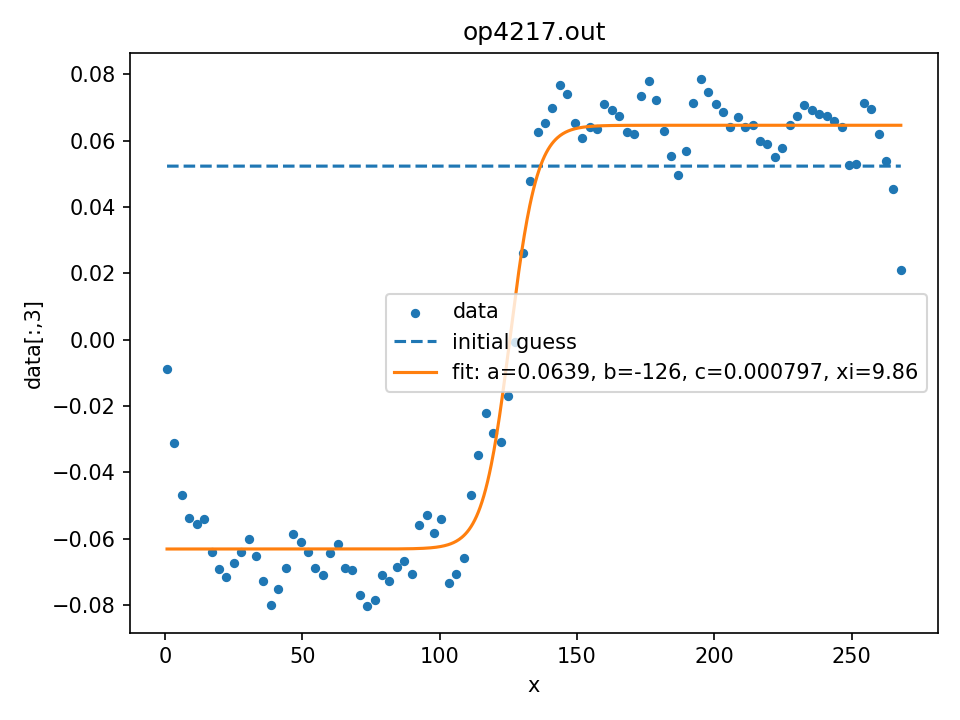 op4217.out
0.08
0.06
0.04
0.02
0.00
−0.02
−0.04
−0.06
−0.08
data[:,3]
data
initial guess
fit: a=0.0639, b=-126, c=0.000797, xi=9.86
0 50 100 150 200 250
x